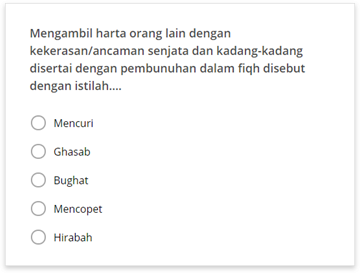 Mengambil harta orang lain dengan
kekerasan/ancaman senjata dan kadang-kadang
disertai dengan pembunuhan dalam fiqh disebut
dengan istilah....
Mencuri
Ghasab
Bughat
Mencopet
Hirabah